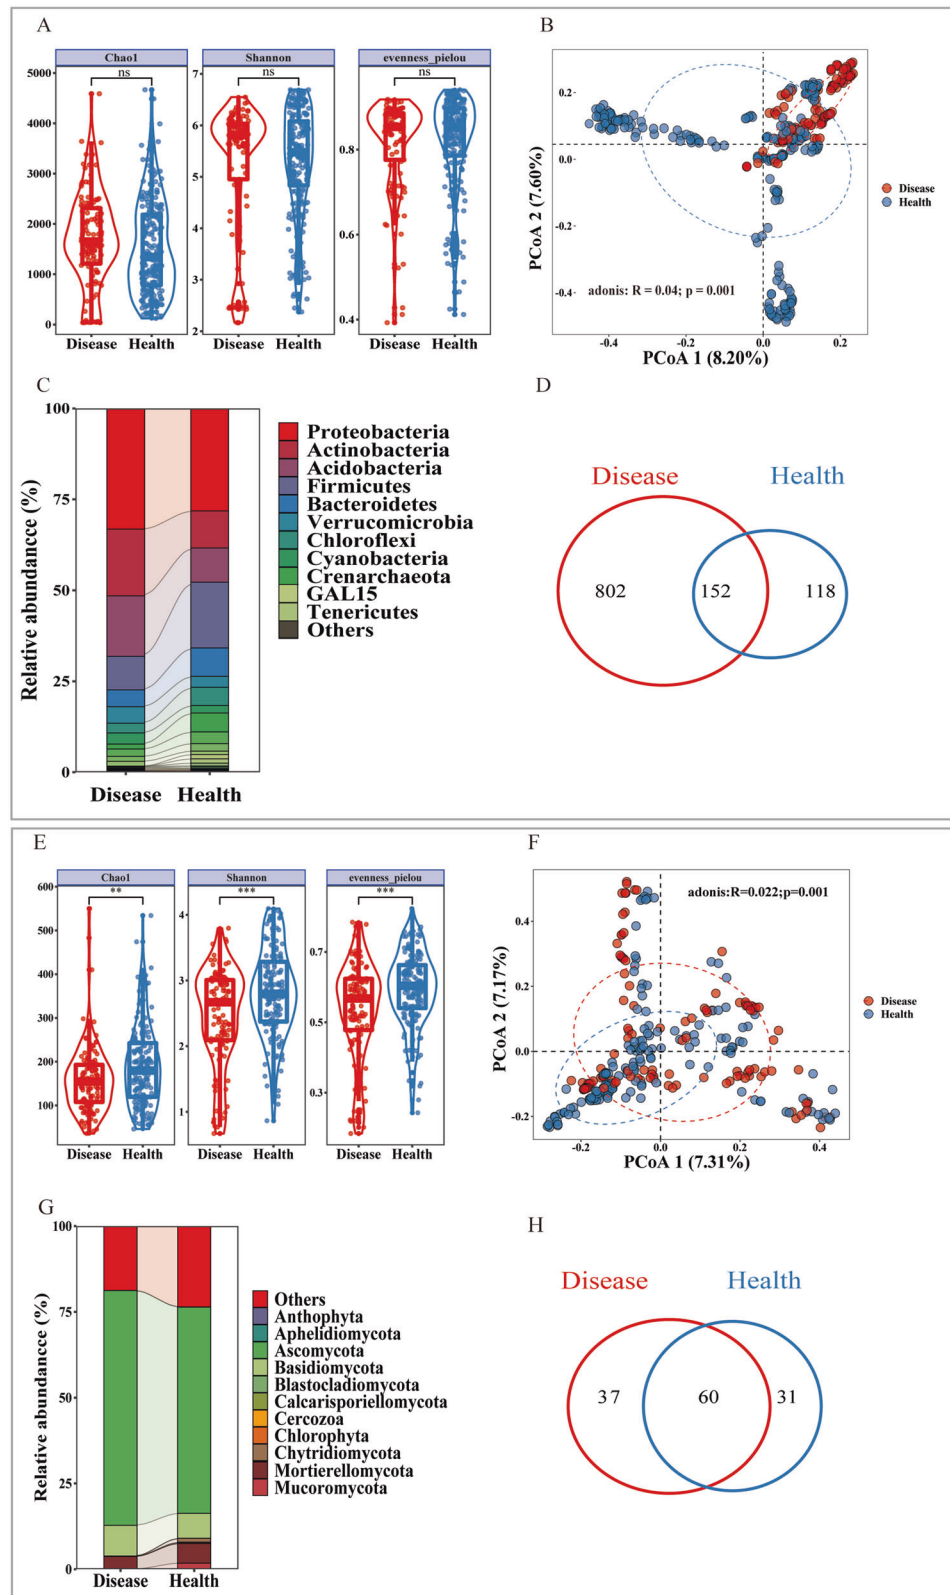 A
Chao1
Shannon
evenness_pielou
ns
ns
ns
5000
4000
3000
2000
1000
0
7
6
5
4
3
2
0.8
0.6
0.4
Disease Health
Disease Health
Disease Health
B
PCoA 2 (7.60%)
0.2
0.0
-0.2
-0.4
adonis: R = 0.04; p = 0.001
Disease
Health
-0.4
-0.2
0.0
0.2
PCoA 1 (8.20%)
C
Relative abundancce (%)
100
75
50
25
0
Disease Health
Proteobacteria
Actinobacteria
Acidobacteria
Firmicutes
Bacteroidetes
Verrucomicrobia
Chloroflexi
Cyanobacteria
Crenarchaeota
GAL15
Tenericutes
Others
D
Disease
Health
802
152
118
E
Chao1
Shannon
evenness_pielou
**
***
***
600
500
400
300
200
100
4
3
2
1
0.7
0.5
0.3
Disease Health
Disease Health
Disease Health
F
PCoA 2 (7.17%)
adonis:R=0.022;p=0.001
0.4
0.2
0.0
-0.2
Disease
Health
-0.2
0.0
0.2
0.4
PCoA 1 (7.31%)
G
Relative abundancce (%)
100
75
50
25
0
Disease Health
Others
Anthophyta
Aphelidiomycota
Ascomycota
Basidiomycota
Blastocladiomycota
Calcarisporiellomycota
Cercozoa
Chlorophyta
Chytridiomycota
Mortierellomycota
Mucoromycota
H
Disease
Health
37
60
31